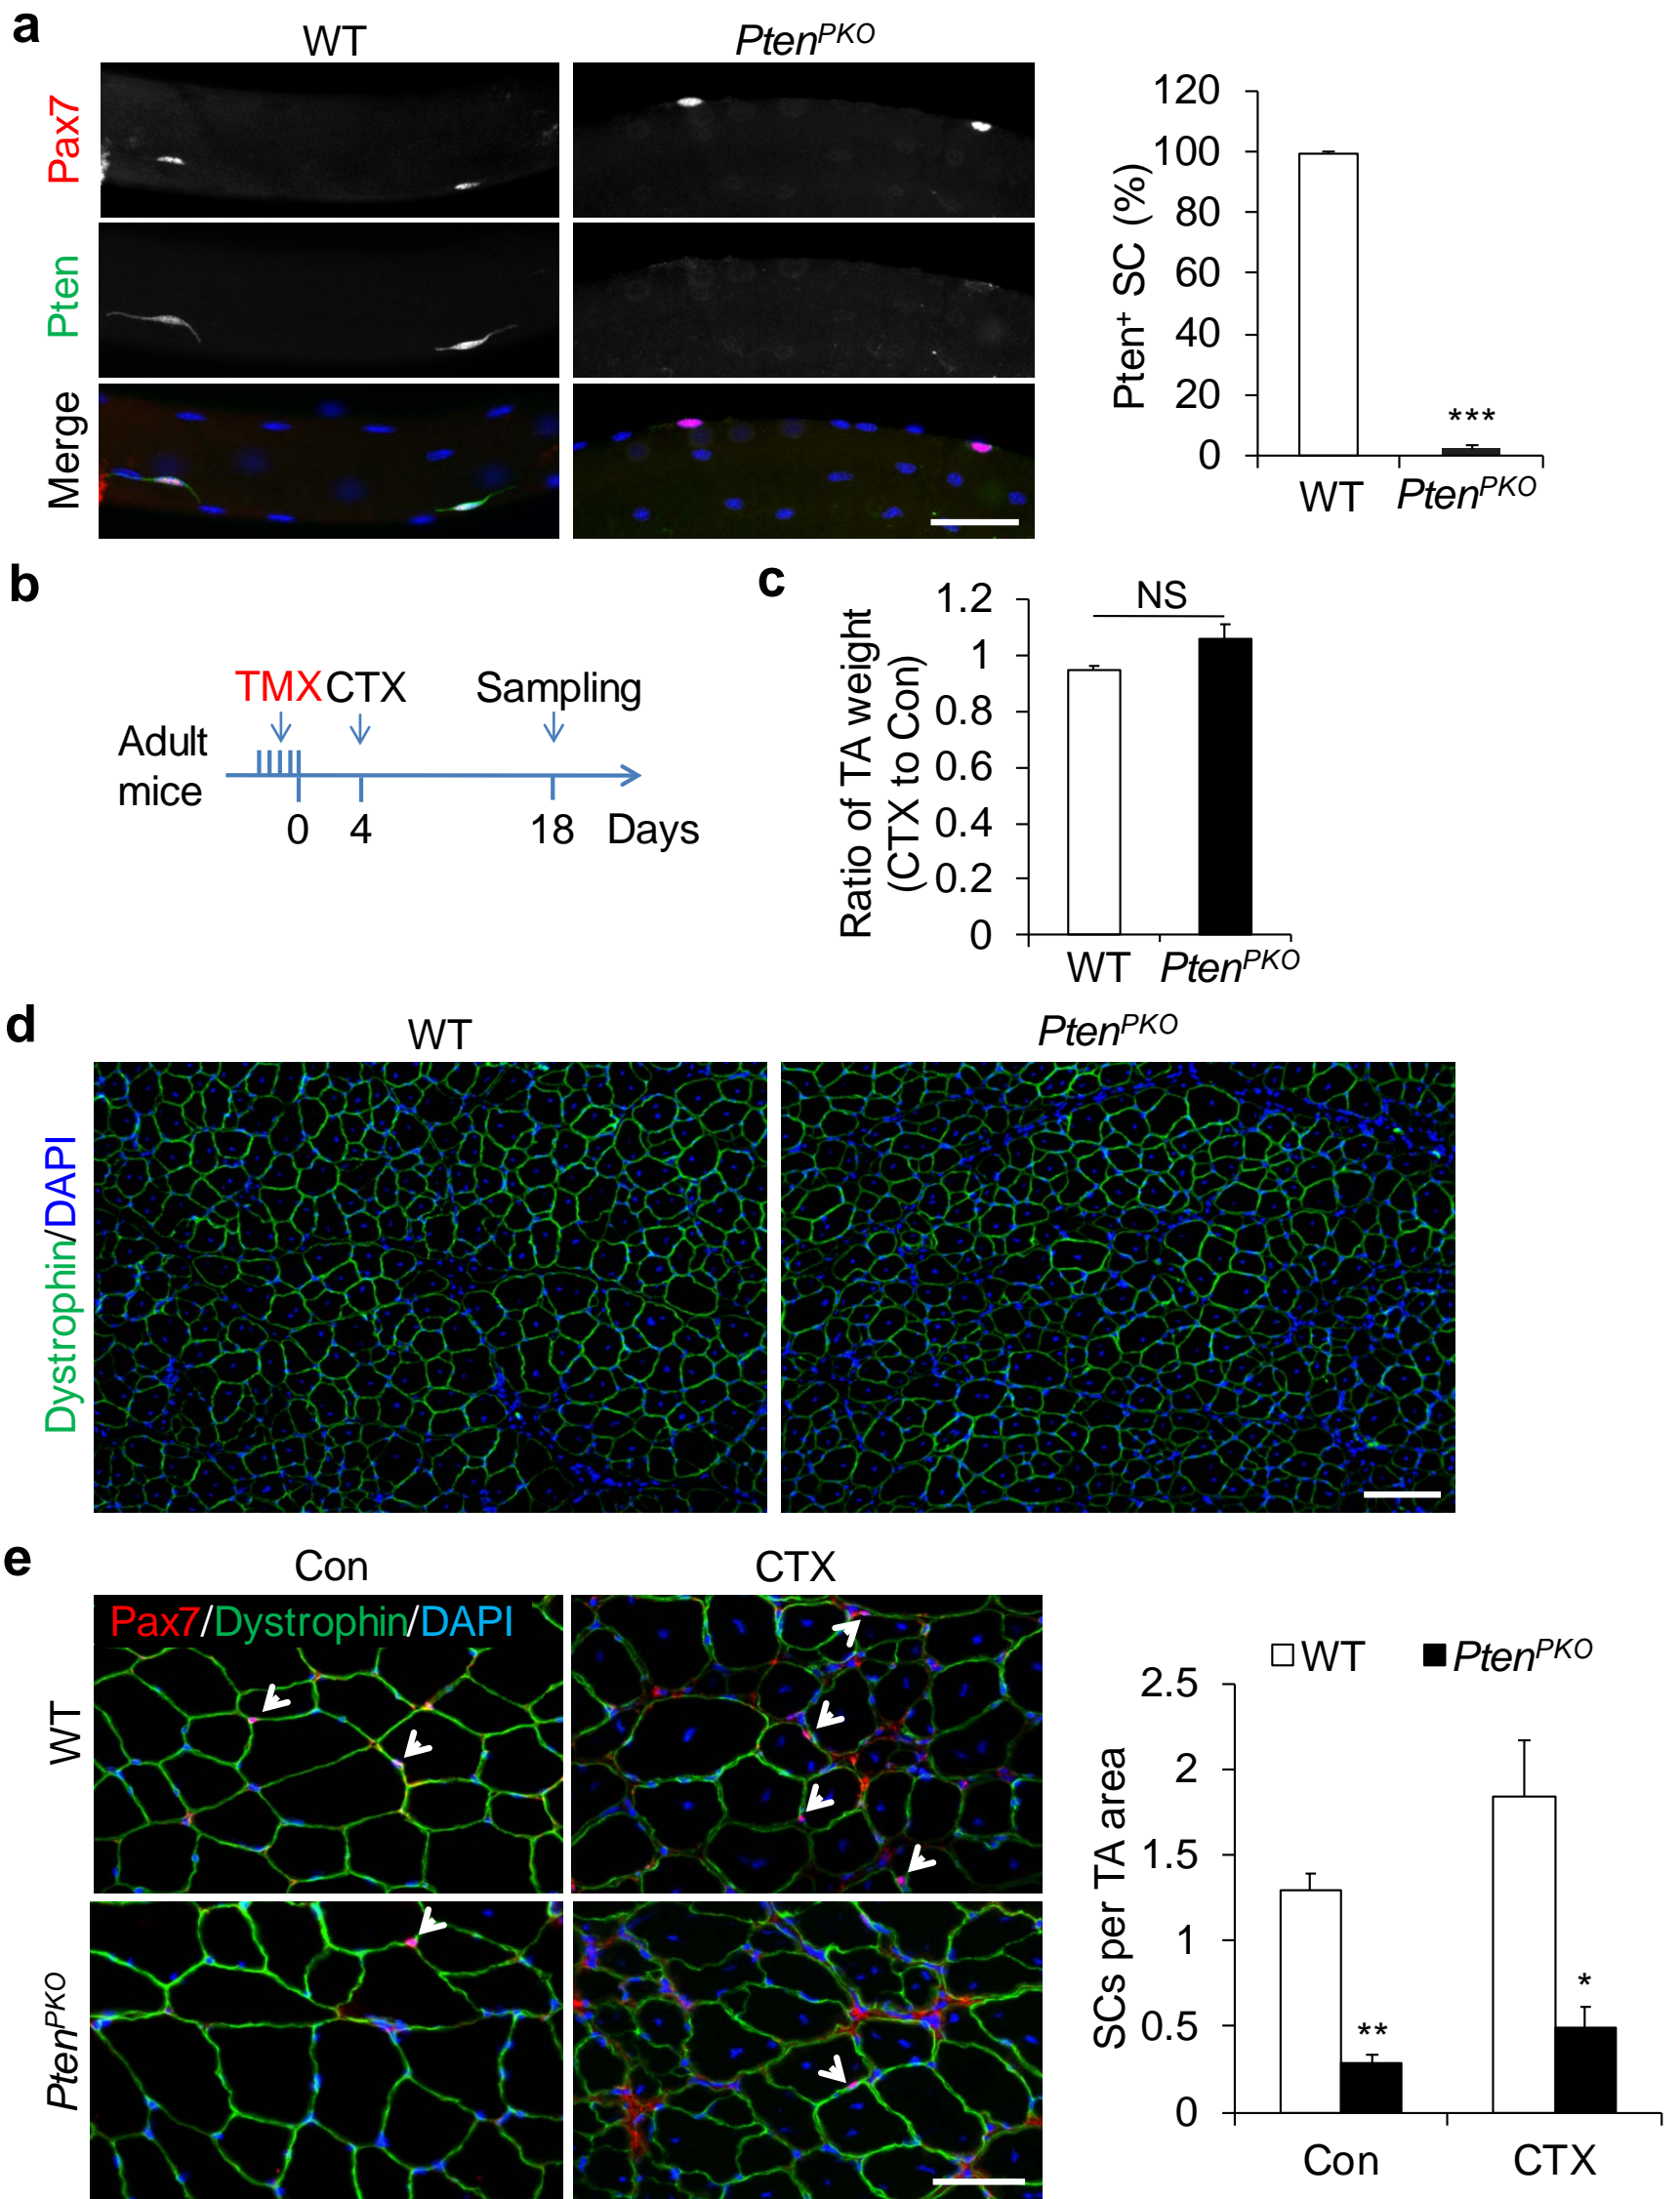 a
WT
Pten^PKO
Pax7
Pten
Merge
Pten+ SC (%)
120
100
80
60
40
20
0
***
WT
Pten^PKO
b
TMX CTX Sampling
Adult
mice
0 4 18 Days
c
Ratio of TA weight
(CTX to Con)
1.2
1
0.8
0.6
0.4
0.2
0
NS
WT
Pten^PKO
d
WT
Pten^PKO
Dystrophin/DAPI
e
Con
CTX
Pax7/Dystrophin/DAPI
WT
Pten^PKO
WT
Pten^PKO
SCs per TA area
2.5
2
1.5
1
0.5
0
**
*
Con
CTX